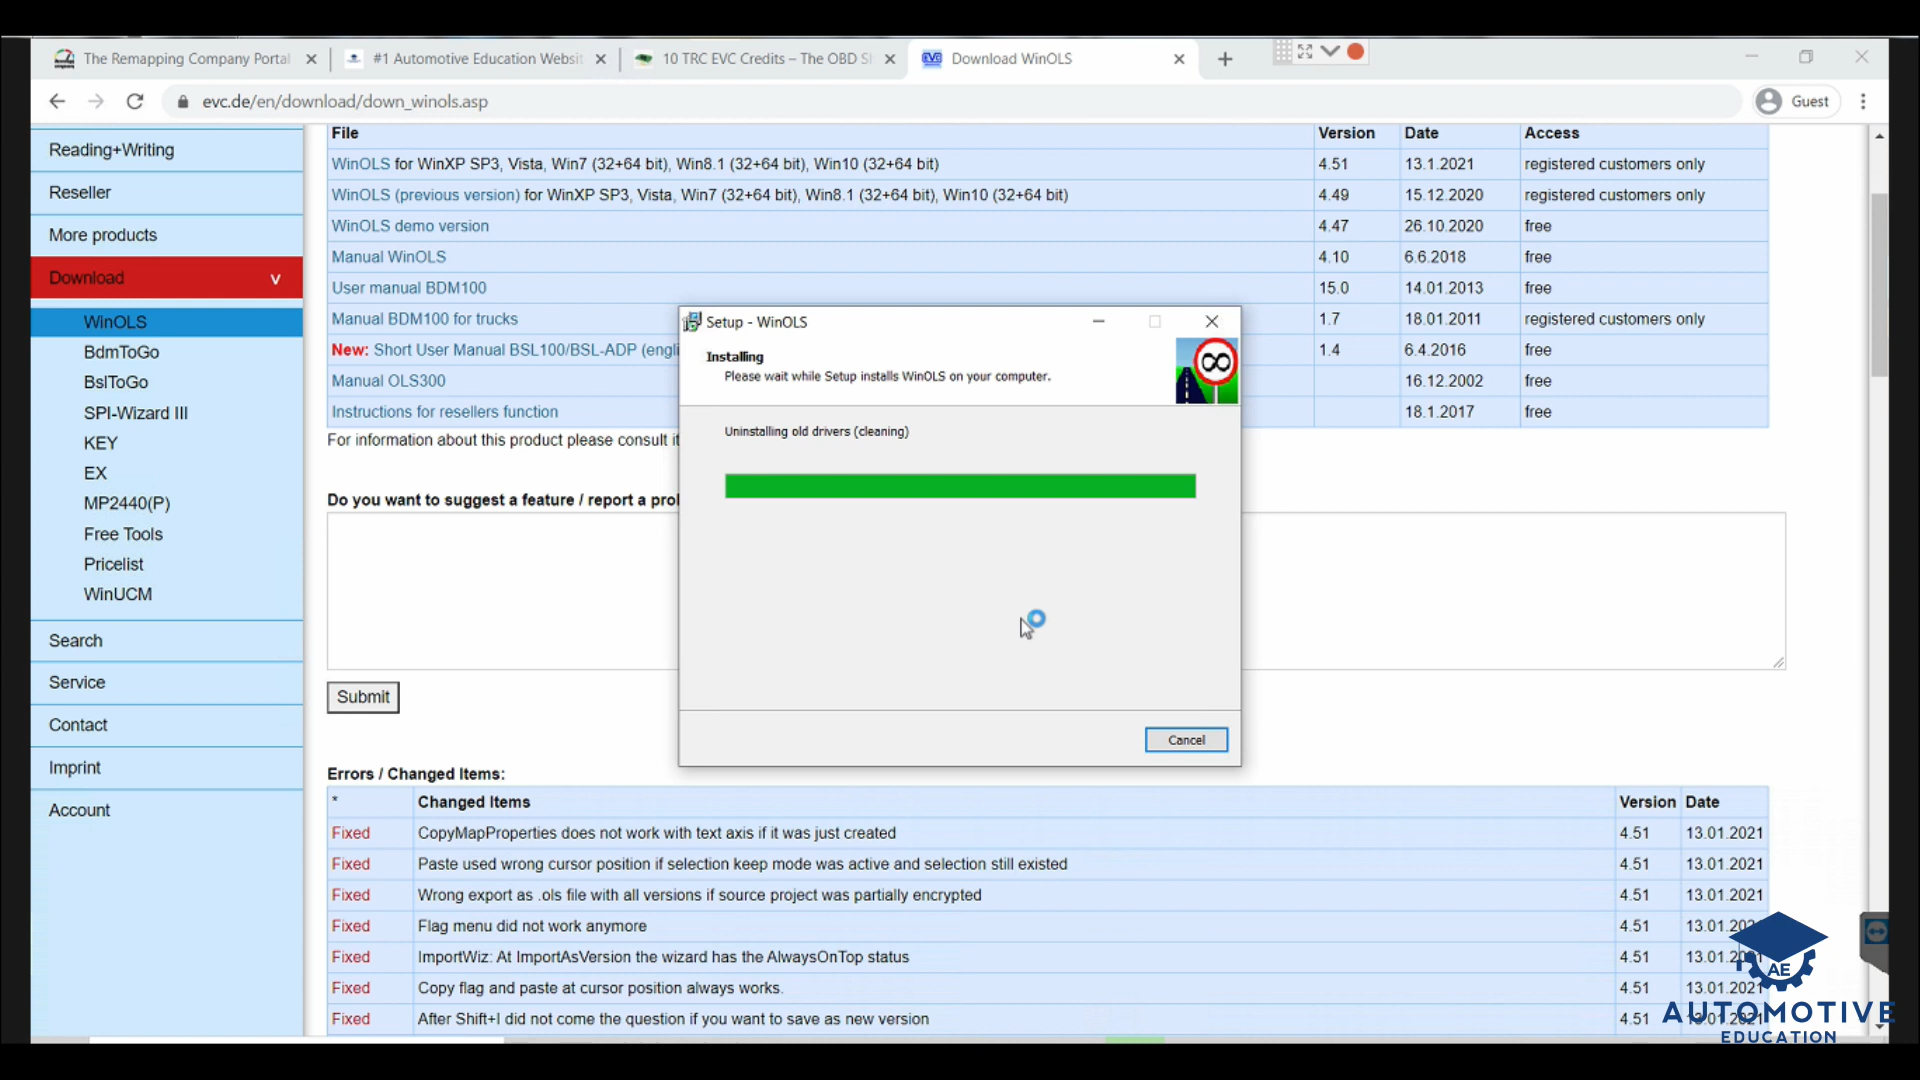 The Remapping Company Portal
#1 Automotive Education Websit
10 TRC EVC Credits – The OBD S
EVC
Download WinOLS
evc.de/en/download/down_winols.asp
Guest
Reading+Writing
Reseller
More products
Download v
WinOLS
BdmToGo
BslToGo
SPI-Wizard III
KEY
EX
MP2440(P)
Free Tools
Pricelist
WinUCM
Search
Service
Contact
Imprint
Account
File Version Date Access
WinOLS for WinXP SP3, Vista, Win7 (32+64 bit), Win8.1 (32+64 bit), Win10 (32+64 bit) 4.51 13.1.2021 registered customers only
WinOLS (previous version) for WinXP SP3, Vista, Win7 (32+64 bit), Win8.1 (32+64 bit), Win10 (32+64 bit) 4.49 15.12.2020 registered customers only
WinOLS demo version 4.47 26.10.2020 free
Manual WinOLS 4.10 6.6.2018 free
User manual BDM100 15.0 14.01.2013 free
Manual BDM100 for trucks 1.7 18.01.2011 registered customers only
New: Short User Manual BSL100/BSL-ADP (engli 1.4 6.4.2016 free
Manual OLS300 16.12.2002 free
Instructions for resellers function 18.1.2017 free
For information about this product please consult it
Do you want to suggest a feature / report a pro
Submit
Setup - WinOLS
Installing
Please wait while Setup installs WinOLS on your computer.
Uninstalling old drivers (cleaning)
Cancel
Errors / Changed Items:
* Changed Items Version Date
Fixed CopyMapProperties does not work with text axis if it was just created 4.51 13.01.2021
Fixed Paste used wrong cursor position if selection keep mode was active and selection still existed 4.51 13.01.2021
Fixed Wrong export as .ols file with all versions if source project was partially encrypted 4.51 13.01.2021
Fixed Flag menu did not work anymore 4.51 13.01.2021
Fixed ImportWiz: At ImportAsVersion the wizard has the AlwaysOnTop status 4.51 13.01.2021
Fixed Copy flag and paste at cursor position always works. 4.51 13.01.2021
Fixed After Shift+I did not come the question if you want to save as new version 4.51 13.01.2021
AE
AUTOMOTIVE
EDUCATION